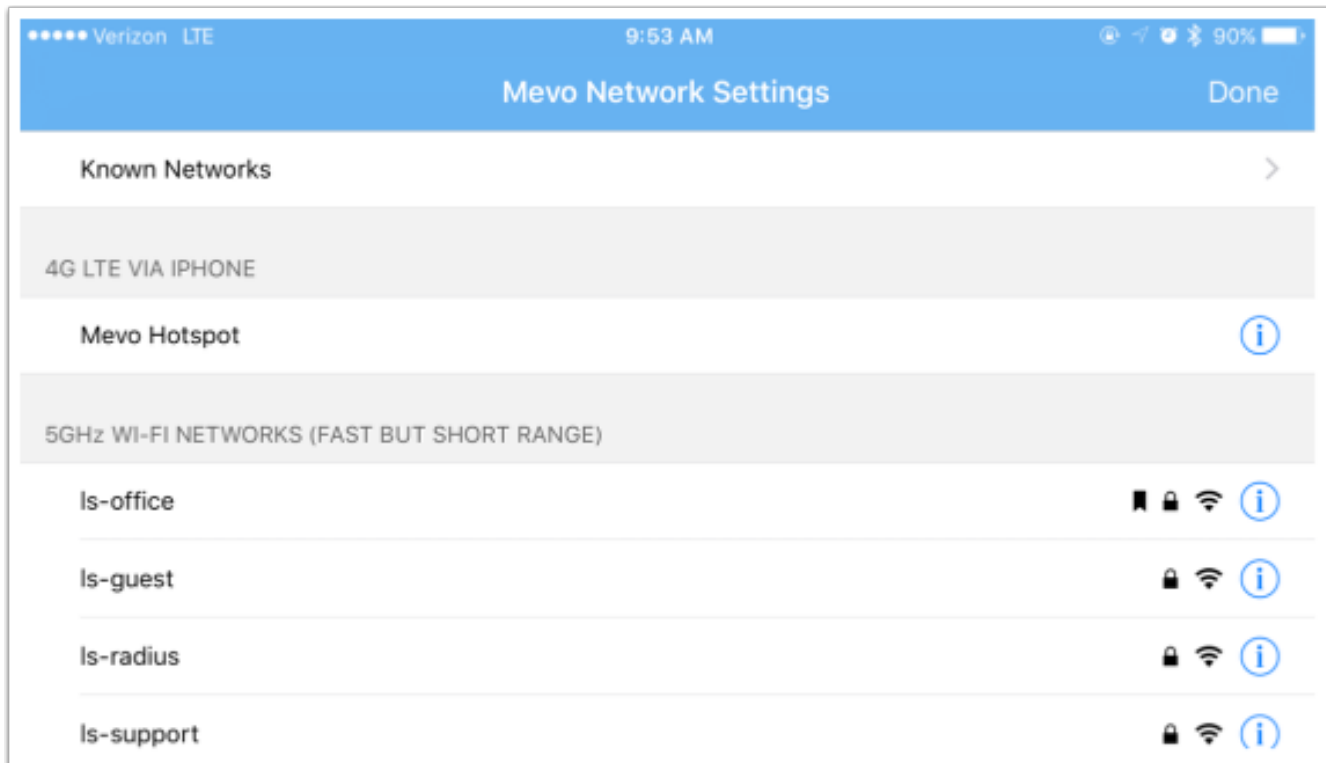 Verizon LTE 9:53 AM 90%
Mevo Network Settings Done
Known Networks
4G LTE VIA IPHONE
Mevo Hotspot
5GHz WI-FI NETWORKS (FAST BUT SHORT RANGE)
ls-office
ls-guest
ls-radius
ls-support